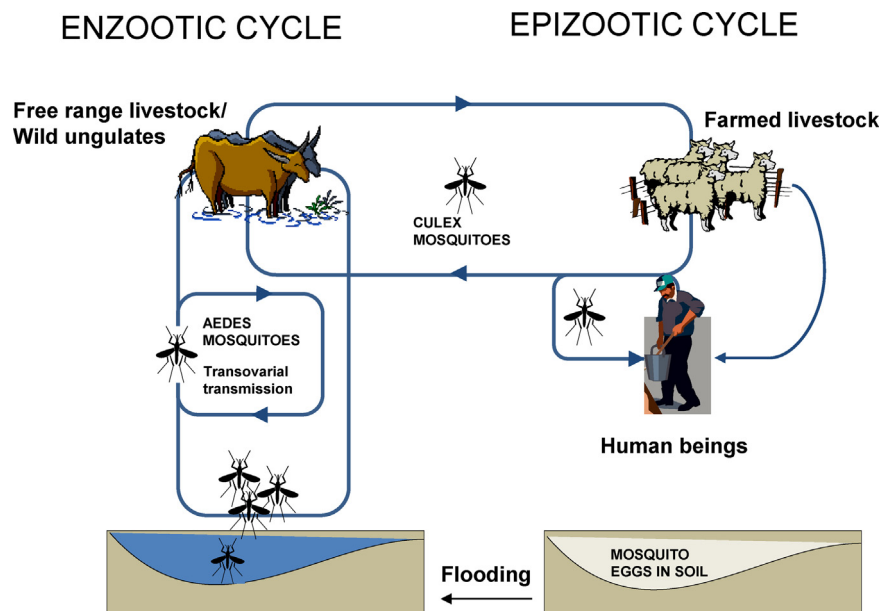 ENZOOTIC CYCLE
EPIZOOTIC CYCLE
Free range livestock/
Wild ungulates
Farmed livestock
CULEX
MOSQUITOES
AEDES
MOSQUITOES
Transovarial
transmission
Human beings
Flooding
MOSQUITO
EGGS IN SOIL